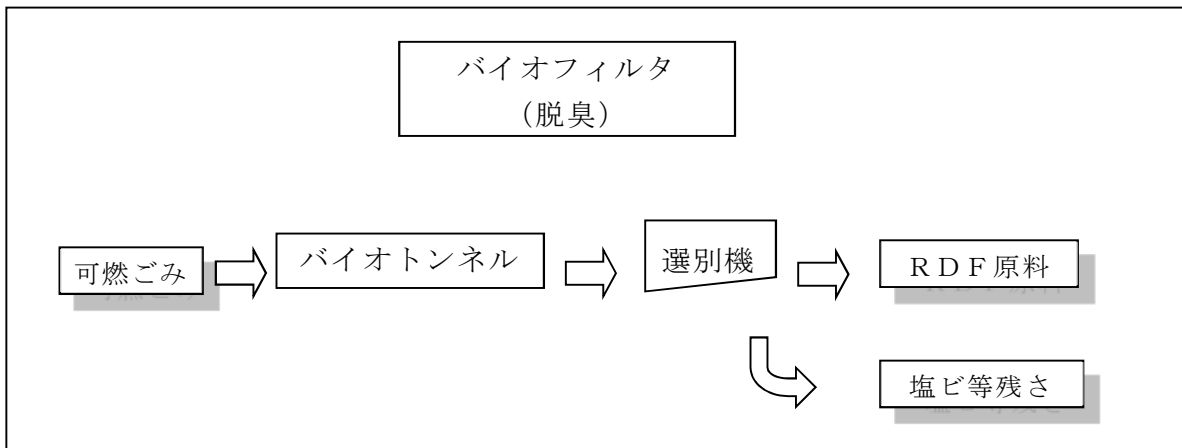 バイオフィルタ
（脱臭）
可燃ごみ
バイオトンネル
選別機
ＲＤＦ原料
塩ビ等残さ